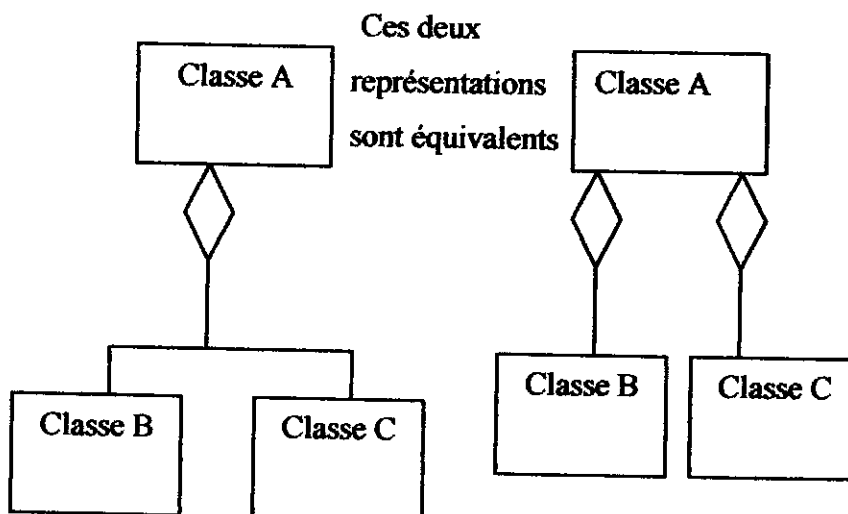 Ces deux
représentations
sont équivalents
Classe A
Classe A
Classe B
Classe C
Classe B
Classe C